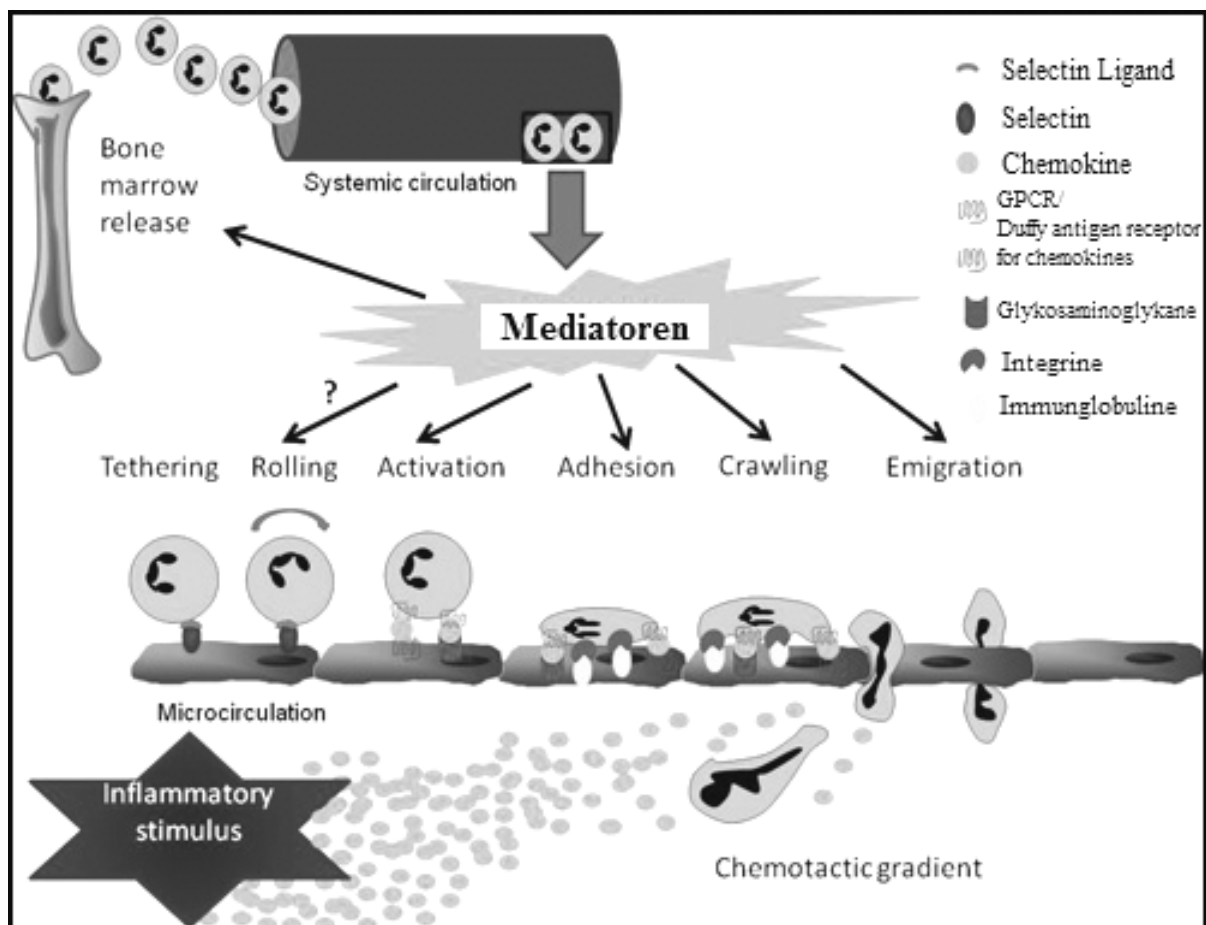 Bone
marrow
release
Systemic circulation
Selectin Ligand
Selectin
Chemokine
GPCR/
Duffy antigen receptor
for chemokines
Glykosaminoglykane
Integrine
Immunglobuline
Mediatoren
?
Tethering Rolling Activation Adhesion Crawling Emigration
Microcirculation
Inflammatory
stimulus
Chemotactic gradient